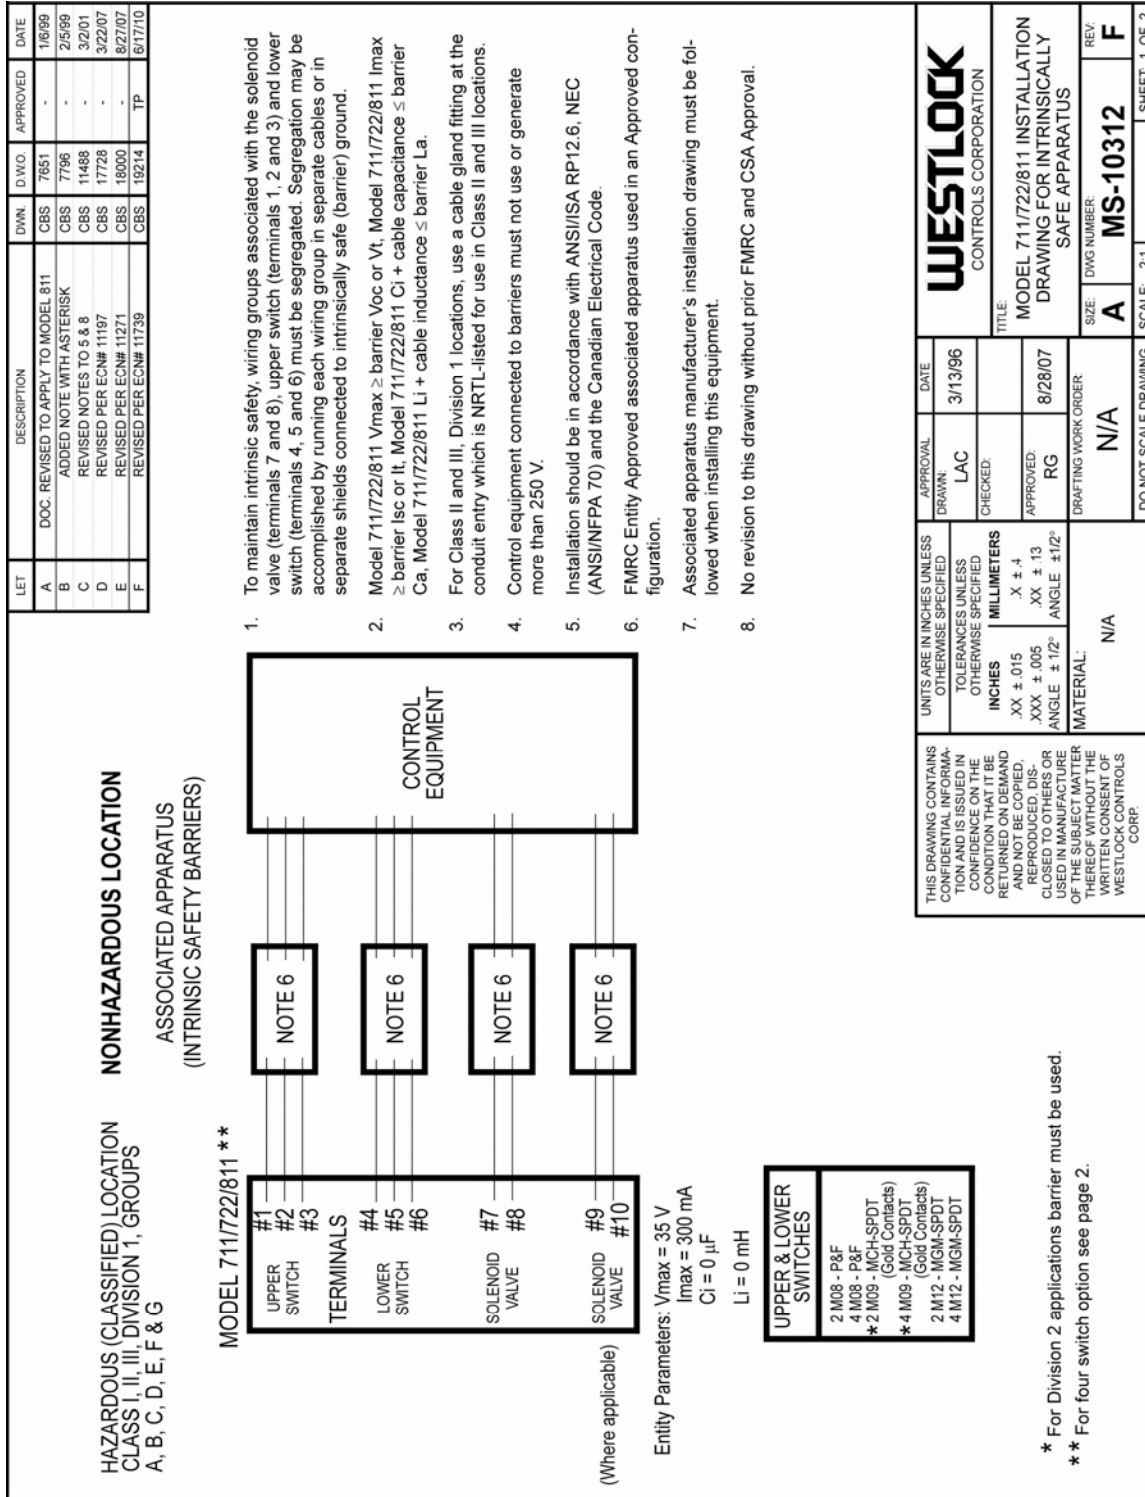 LET DESCRIPTION DWN. D.W.O. APPROVED DATE
A DOC. REVISED TO APPLY TO MODEL 811 CBS 7651 - 1/6/99
B ADDED NOTE WITH ASTERISK CBS 7796 - 2/5/99
C REVISED NOTES TO 5 & 8 CBS 11488 - 3/2/01
D REVISED PER ECN# 11197 CBS 17728 - 3/22/07
E REVISED PER ECN# 11271 CBS 18000 - 8/27/07
F REVISED PER ECN# 11739 CBS 19214 TP 6/17/10
HAZARDOUS (CLASSIFIED) LOCATION
CLASS I, II, III, DIVISION 1, GROUPS
A, B, C, D, E, F & G
NONHAZARDOUS LOCATION
ASSOCIATED APPARATUS
(INTRINSIC SAFETY BARRIERS)
MODEL 711/722/811 **
UPPER
SWITCH
#1
#2
#3
TERMINALS
LOWER
SWITCH
#4
#5
#6
SOLENOID
VALVE
#7
#8
SOLENOID
VALVE
#9
#10
(Where applicable)
NOTE 6
NOTE 6
NOTE 6
NOTE 6
CONTROL
EQUIPMENT
Entity Parameters: Vmax = 35 V
Imax = 300 mA
Ci = 0 µF
Li = 0 mH
UPPER & LOWER
SWITCHES
2 M08 - P&F
4 M08 - P&F
*2 M09 - MCH-SPDT
(Gold Contacts)
*4 M09 - MCH-SPDT
(Gold Contacts)
2 M12 - MGM-SPDT
4 M12 - MGM-SPDT
* For Division 2 applications barrier must be used.
** For four switch option see page 2.
1. To maintain intrinsic safety, wiring groups associated with the solenoid
valve (terminals 7 and 8), upper switch (terminals 1, 2 and 3) and lower
switch (terminals 4, 5 and 6) must be segregated. Segregation may be
accomplished by running each wiring group in separate cables or in
separate shields connected to intrinsically safe (barrier) ground.
2. Model 711/722/811 Vmax ≥ barrier Voc or Vt, Model 711/722/811 Imax
≥ barrier Isc or It, Model 711/722/811 Ci + cable capacitance ≤ barrier
Ca, Model 711/722/811 Li + cable inductance ≤ barrier La.
3. For Class II and III, Division 1 locations, use a cable gland fitting at the
conduit entry which is NRTL-listed for use in Class II and III locations.
4. Control equipment connected to barriers must not use or generate
more than 250 V.
5. Installation should be in accordance with ANSI/ISA RP12.6, NEC
(ANSI/NFPA 70) and the Canadian Electrical Code.
6. FMRC Entity Approved associated apparatus used in an Approved con-
figuration.
7. Associated apparatus manufacturer's installation drawing must be fol-
lowed when installing this equipment.
8. No revision to this drawing without prior FMRC and CSA Approval.
THIS DRAWING CONTAINS
CONFIDENTIAL INFORMA-
TION AND IS ISSUED IN
CONFIDENCE ON THE
CONDITION THAT IT BE
RETURNED ON DEMAND
AND NOT BE COPIED,
REPRODUCED, DIS-
CLOSED TO OTHERS OR
USED IN MANUFACTURE
OF THE SUBJECT MATTER
THEREOF WITHOUT THE
WRITTEN CONSENT OF
WESTLOCK CONTROLS
CORP.
UNITS ARE IN INCHES UNLESS
OTHERWISE SPECIFIED
TOLERANCES UNLESS
OTHERWISE SPECIFIED
INCHES MILLIMETERS
.XX ± .015 .X ± .4
.XXX ± .005 .XX ± .13
ANGLE ± 1/2° ANGLE ±1/2°
MATERIAL:
N/A
APPROVAL DATE
DRAWN:
LAC 3/13/96
CHECKED:
APPROVED:
RG 8/28/07
DRAFTING WORK ORDER:
N/A
DO NOT SCALE DRAWING
WESTLOCK
CONTROLS CORPORATION
TITLE:
MODEL 711/722/811 INSTALLATION
DRAWING FOR INTRINSICALLY
SAFE APPARATUS
SIZE:
A
DWG NUMBER:
MS-10312
REV:
F
SCALE: 2:1
SHEET 1 OF 2